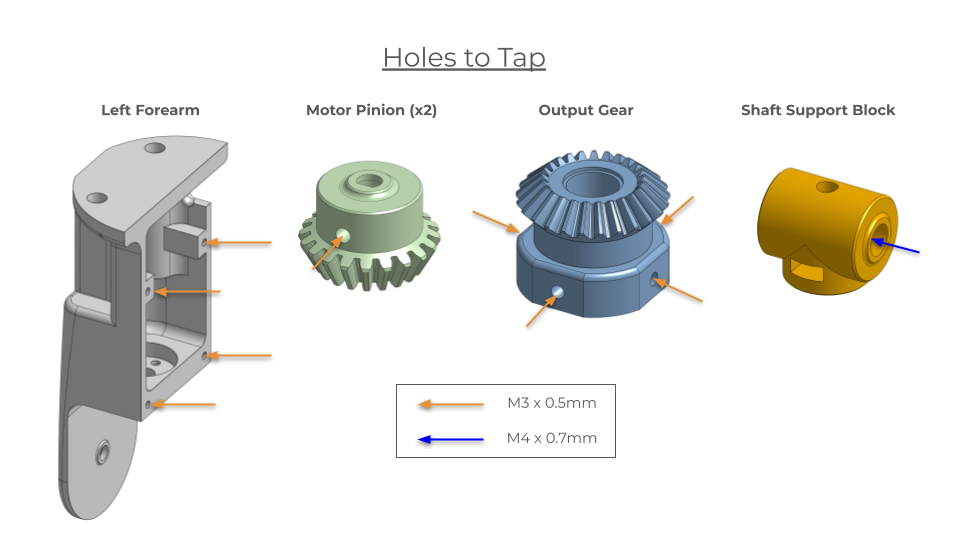 Holes to Tap
Left Forearm
Motor Pinion (x2)
Output Gear
Shaft Support Block
M3 x 0.5mm
M4 x 0.7mm